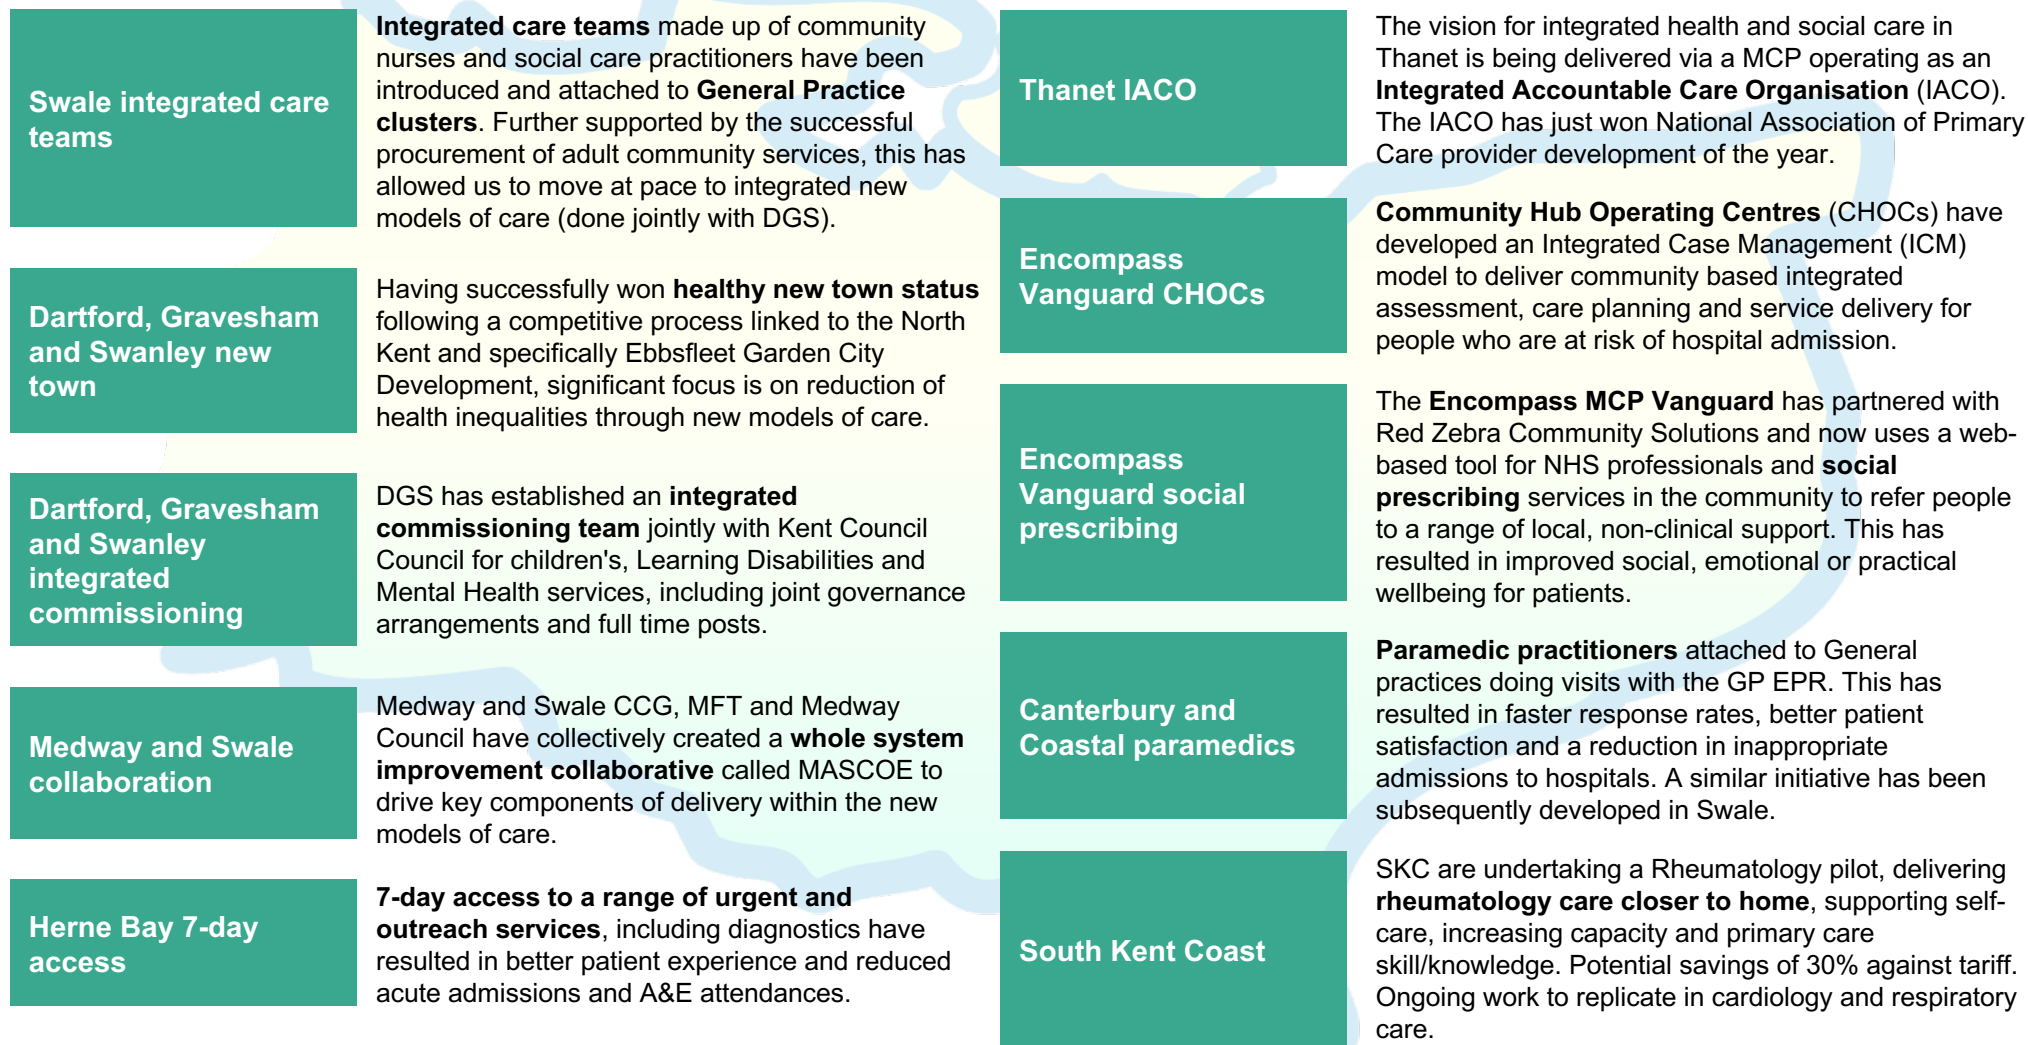 Swale integrated care
teams
Integrated care teams made up of community
nurses and social care practitioners have been
introduced and attached to General Practice
clusters. Further supported by the successful
procurement of adult community services, this has
allowed us to move at pace to integrated new
models of care (done jointly with DGS).
Dartford, Gravesham
and Swanley new
town
Having successfully won healthy new town status
following a competitive process linked to the North
Kent and specifically Ebbsfleet Garden City
Development, significant focus is on reduction of
health inequalities through new models of care.
Dartford, Gravesham
and Swanley
integrated
commissioning
DGS has established an integrated
commissioning team jointly with Kent Council
Council for children's, Learning Disabilities and
Mental Health services, including joint governance
arrangements and full time posts.
Medway and Swale
collaboration
Medway and Swale CCG, MFT and Medway
Council have collectively created a whole system
improvement collaborative called MASCOE to
drive key components of delivery within the new
models of care.
Herne Bay 7-day
access
7-day access to a range of urgent and
outreach services, including diagnostics have
resulted in better patient experience and reduced
acute admissions and A&E attendances.
Thanet IACO
The vision for integrated health and social care in
Thanet is being delivered via a MCP operating as an
Integrated Accountable Care Organisation (IACO).
The IACO has just won National Association of Primary
Care provider development of the year.
Encompass
Vanguard CHOCs
Community Hub Operating Centres (CHOCs) have
developed an Integrated Case Management (ICM)
model to deliver community based integrated
assessment, care planning and service delivery for
people who are at risk of hospital admission.
Encompass
Vanguard social
prescribing
The Encompass MCP Vanguard has partnered with
Red Zebra Community Solutions and now uses a web-
based tool for NHS professionals and social
prescribing services in the community to refer people
to a range of local, non-clinical support. This has
resulted in improved social, emotional or practical
wellbeing for patients.
Canterbury and
Coastal paramedics
Paramedic practitioners attached to General
practices doing visits with the GP EPR. This has
resulted in faster response rates, better patient
satisfaction and a reduction in inappropriate
admissions to hospitals. A similar initiative has been
subsequently developed in Swale.
South Kent Coast
SKC are undertaking a Rheumatology pilot, delivering
rheumatology care closer to home, supporting self-
care, increasing capacity and primary care
skill/knowledge. Potential savings of 30% against tariff.
Ongoing work to replicate in cardiology and respiratory
care.